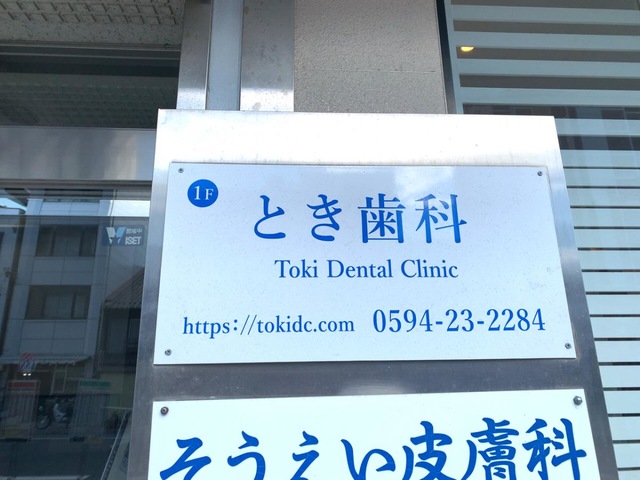 1F
とき歯科
Toki Dental Clinic
https://tokidc.com 0594-23-2284
そうえい皮膚科
ISET